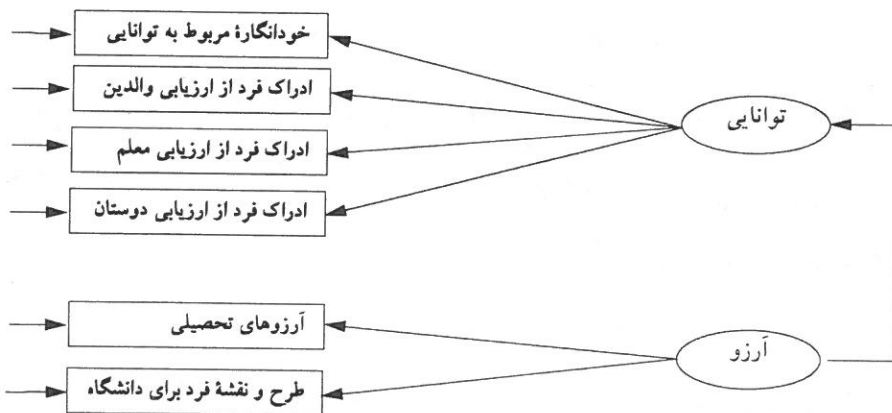 خودانگارهٔ مربوط به توانایی
ادراک فرد از ارزیابی والدین
توانایی
ادراک فرد از ارزیابی معلم
ادراک فرد از ارزیابی دوستان
آرزوهای تحصیلی
آرزو
طرح و نقشهٔ فرد برای دانشگاه